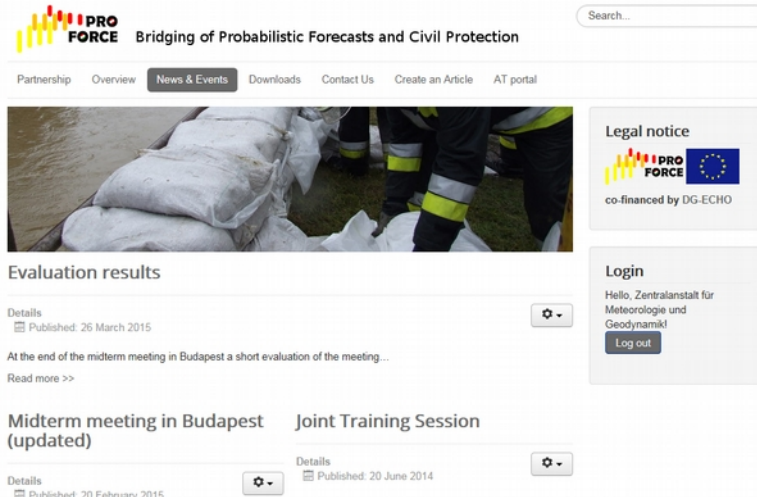 PRO
FORCE
Bridging of Probabilistic Forecasts and Civil Protection
Search...
Partnership
Overview
News & Events
Downloads
Contact Us
Create an Article
AT portal
Evaluation results
Details
Published: 26 March 2015
At the end of the midterm meeting in Budapest a short evaluation of the meeting...
Read more >>
Midterm meeting in Budapest
(updated)
Details
Published: 20 February 2015
Joint Training Session
Details
Published: 20 June 2014
Legal notice
PRO
FORCE
co-financed by DG-ECHO
Login
Hello, Zentralanstalt für
Meteorologie und
Geodynamik!
Log out